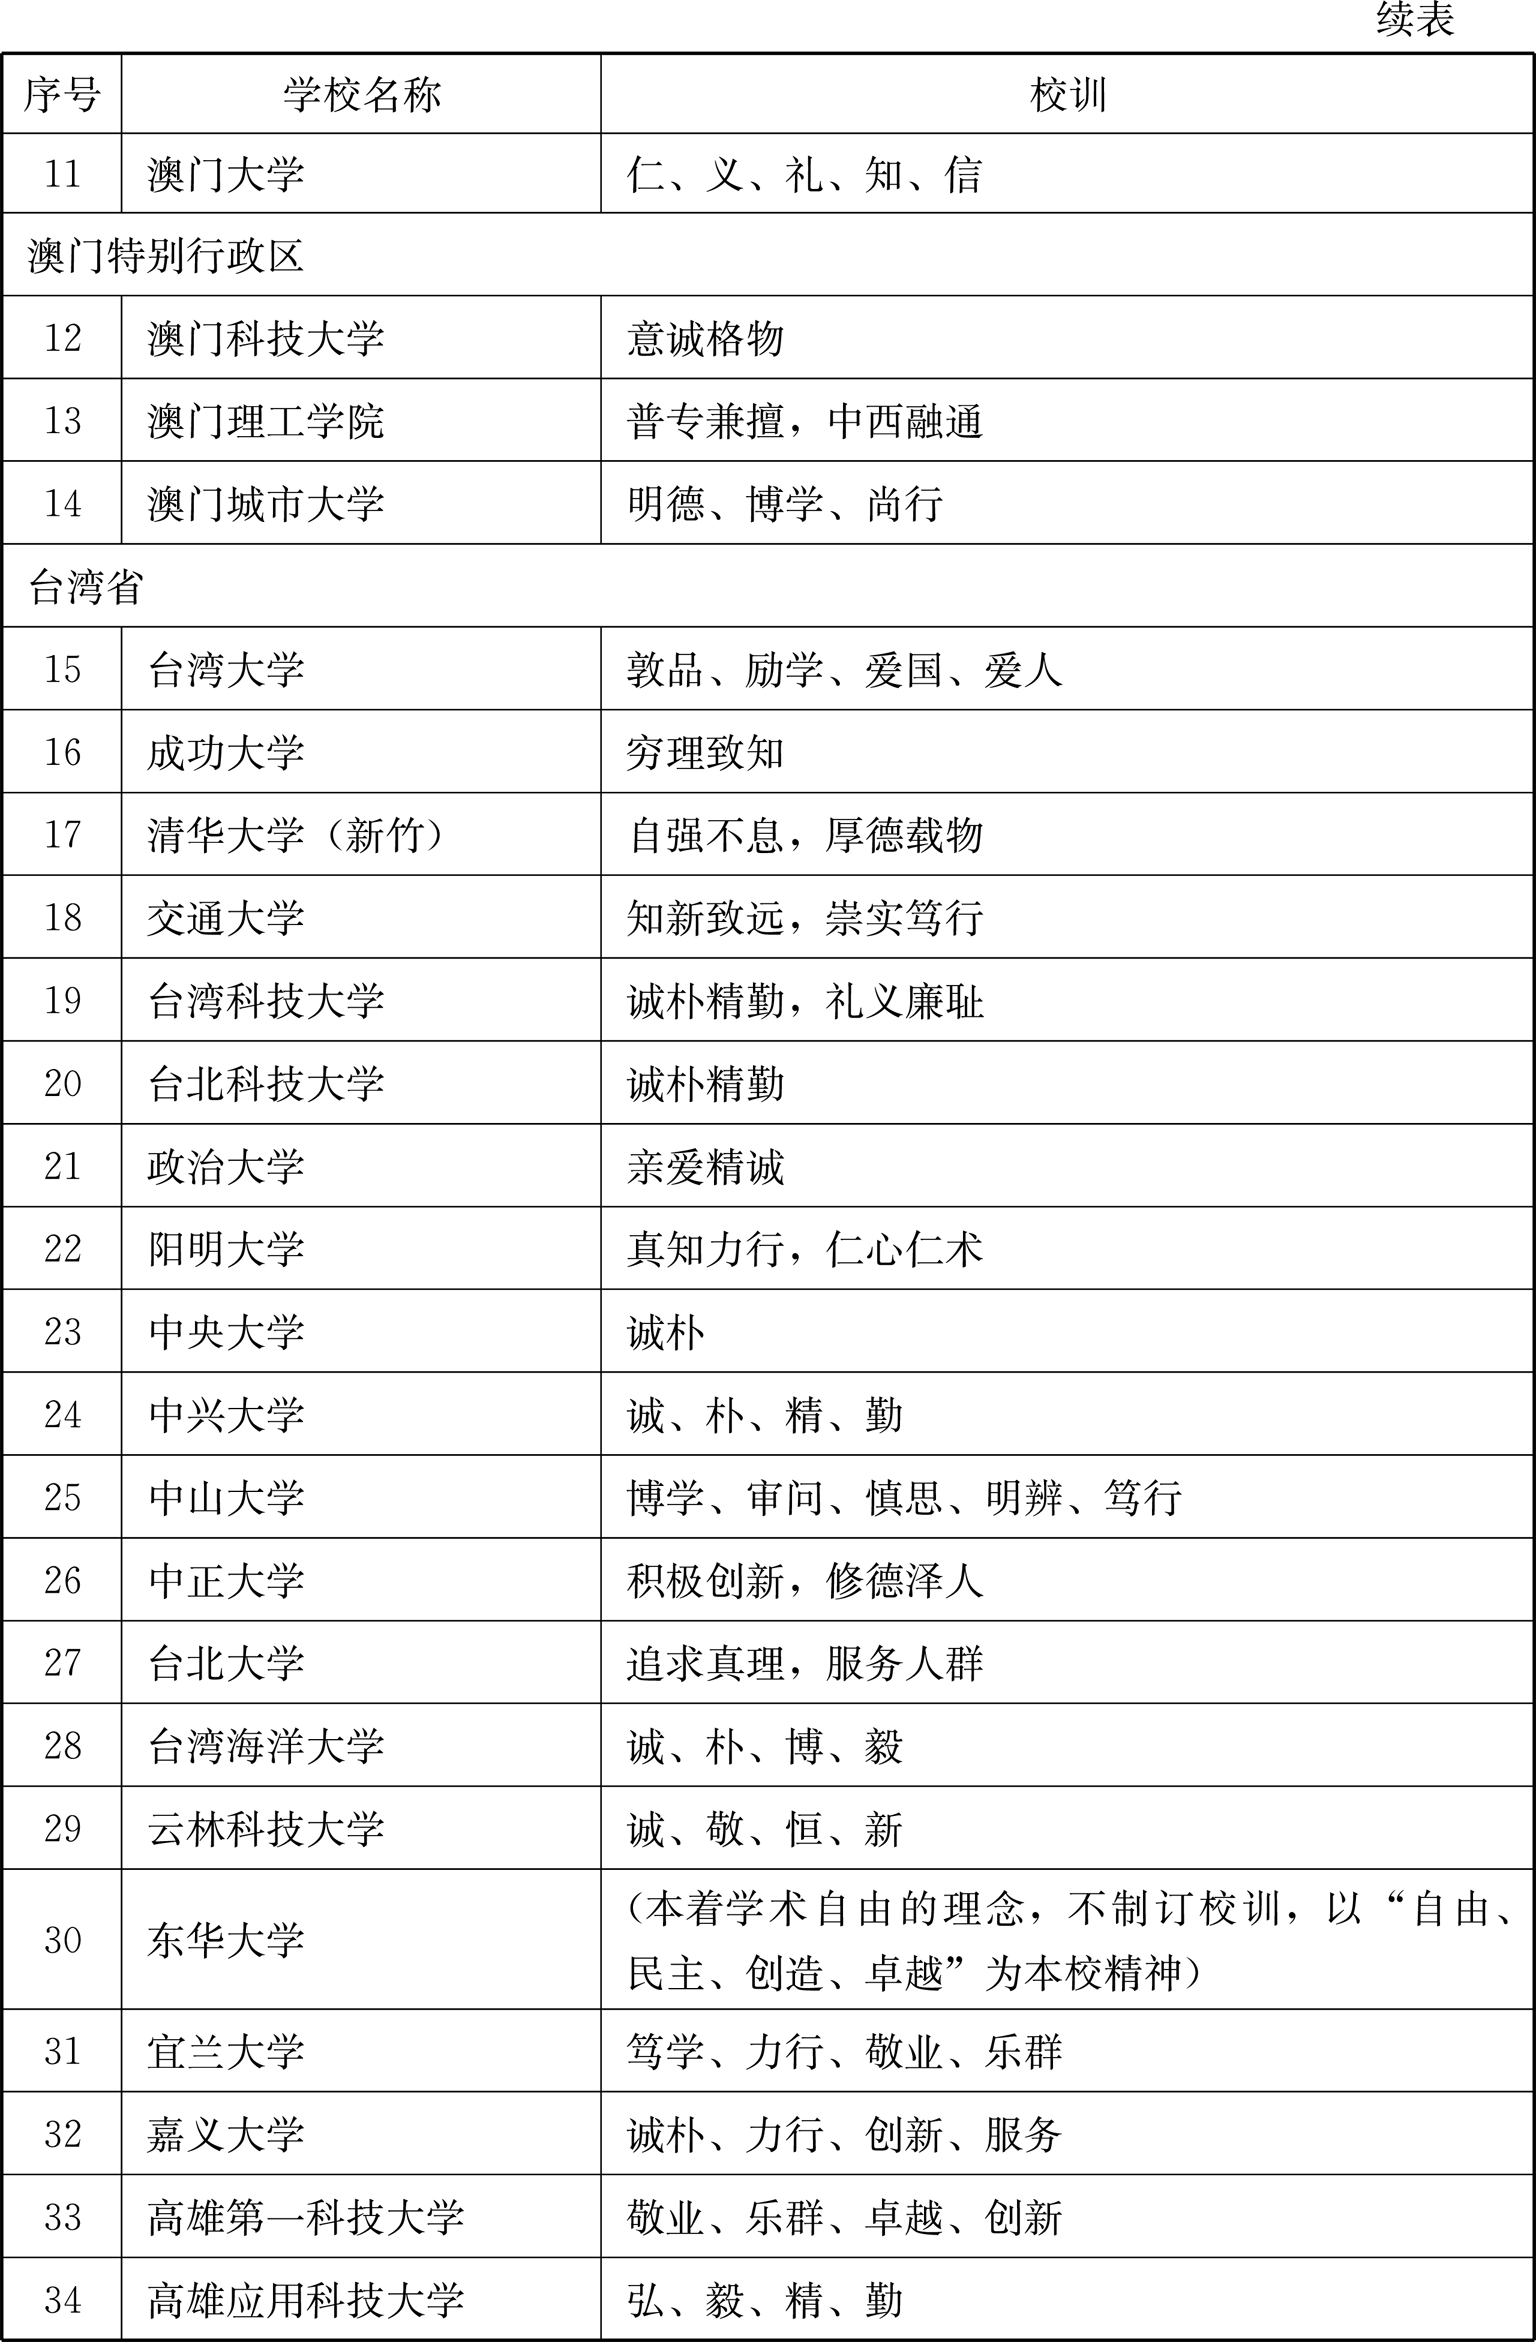 续表
序号 学校名称 校训
11 澳门大学 仁、义、礼、知、信
澳门特别行政区
12 澳门科技大学 意诚格物
13 澳门理工学院 普专兼擅，中西融通
14 澳门城市大学 明德、博学、尚行
台湾省
15 台湾大学 敦品、励学、爱国、爱人
16 成功大学 穷理致知
17 清华大学（新竹） 自强不息，厚德载物
18 交通大学 知新致远，崇实笃行
19 台湾科技大学 诚朴精勤，礼义廉耻
20 台北科技大学 诚朴精勤
21 政治大学 亲爱精诚
22 阳明大学 真知力行，仁心仁术
23 中央大学 诚朴
24 中兴大学 诚、朴、精、勤
25 中山大学 博学、审问、慎思、明辨、笃行
26 中正大学 积极创新，修德泽人
27 台北大学 追求真理，服务人群
28 台湾海洋大学 诚、朴、博、毅
29 云林科技大学 诚、敬、恒、新
30 东华大学 （本着学术自由的理念，不制订校训，以“自由、
民主、创造、卓越”为本校精神）
31 宜兰大学 笃学、力行、敬业、乐群
32 嘉义大学 诚朴、力行、创新、服务
33 高雄第一科技大学 敬业、乐群、卓越、创新
34 高雄应用科技大学 弘、毅、精、勤